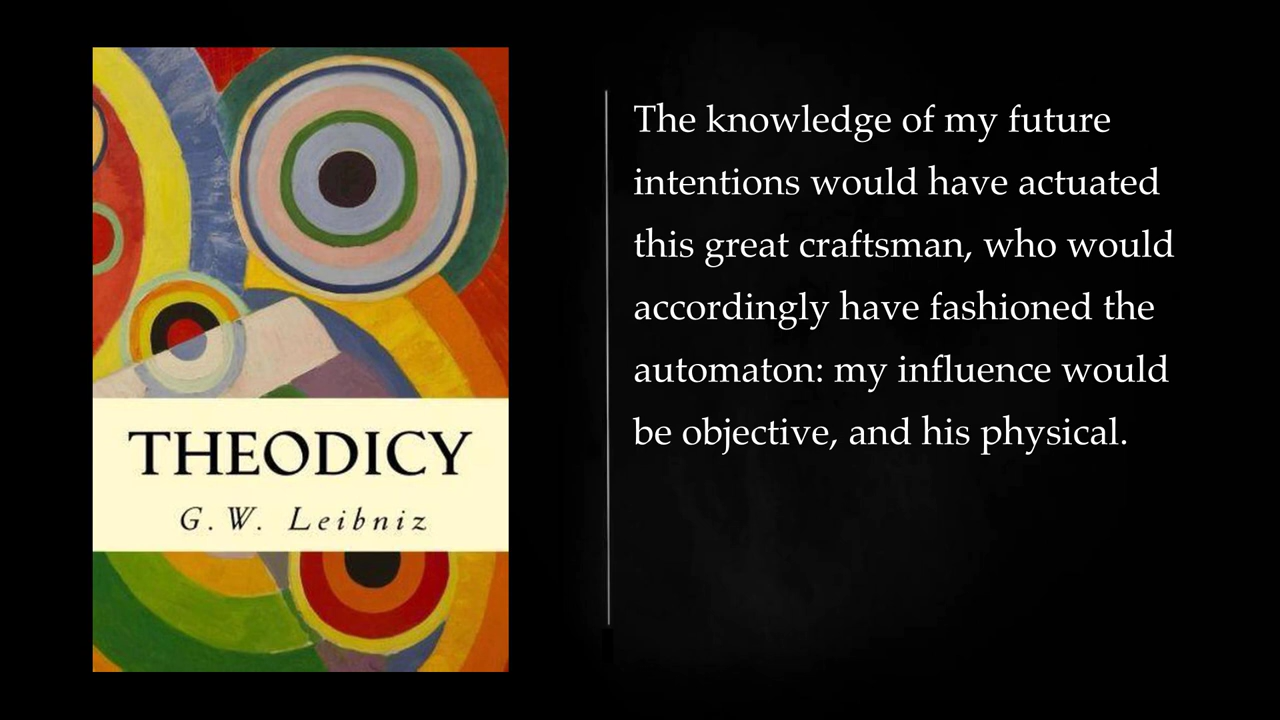 THEODICY
G. W. Leibniz
The knowledge of my future
intentions would have actuated
this great craftsman, who would
accordingly have fashioned the
automaton: my influence would
be objective, and his physical.